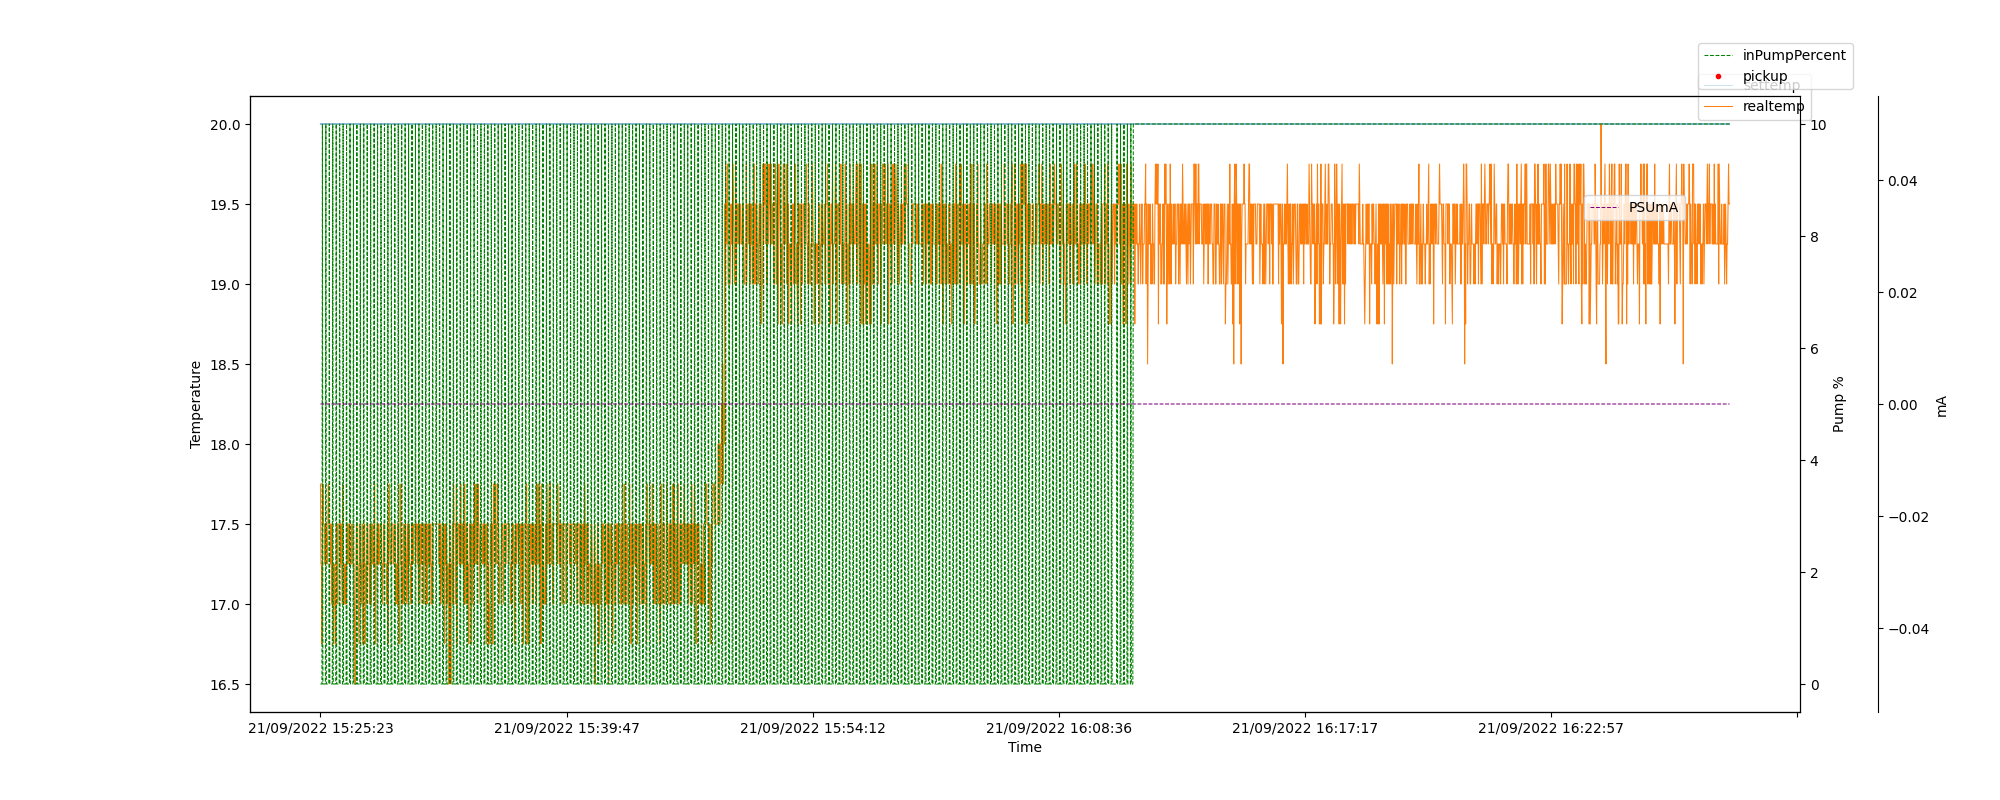 inPumpPercent
pickup
settemp
realtemp
PSUmA
20.0
19.5
19.0
18.5
18.0
17.5
17.0
16.5
Temperature
10
8
6
4
2
0
Pump %
0.04
0.02
0.00
−0.02
−0.04
mA
21/09/2022 15:25:23
21/09/2022 15:39:47
21/09/2022 15:54:12
21/09/2022 16:08:36
21/09/2022 16:17:17
21/09/2022 16:22:57
Time